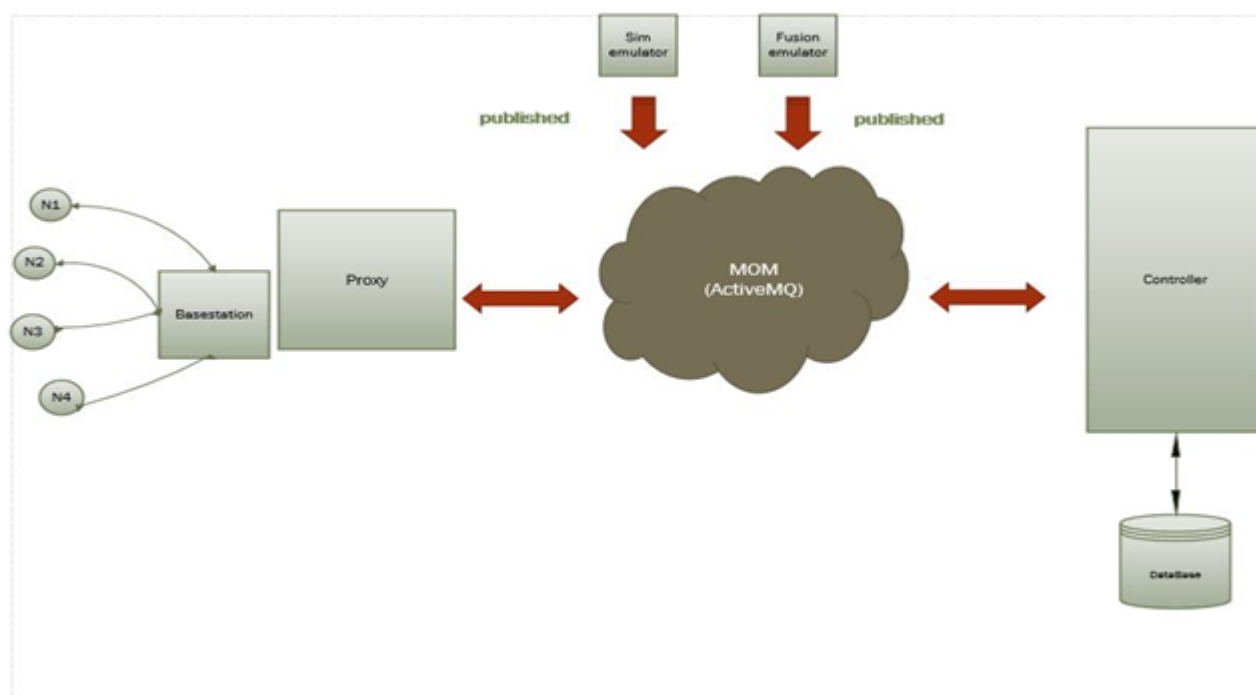 Sim
emulator
Fusion
emulator
published
published
N1
N2
N3
N4
Basestation
Proxy
MOM
(ActiveMQ)
Controller
DataBase